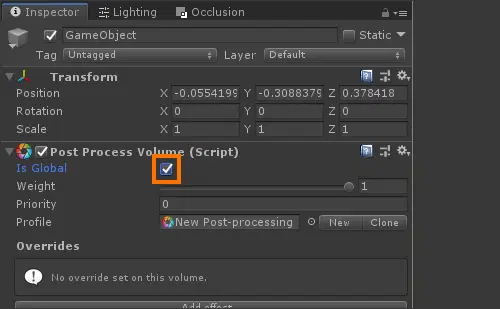 Inspector Lighting Occlusion
GameObject Static
Tag Untagged Layer Default
Transform
Position X -0.0554199 Y -0.3088379 Z 0.378418
Rotation X 0 Y 0 Z 0
Scale X 1 Y 1 Z 1
Post Process Volume (Script)
Is Global
Weight 1
Priority 0
Profile New Post-processing New Clone
Overrides
No override set on this volume.
Add effect...